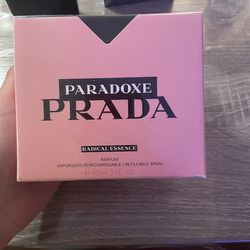 PARADOXE
PRADA
RADICAL ESSENCE
PARFUM
VAPORISATEUR RECHARGEABLE / REFILLABLE SPRAY